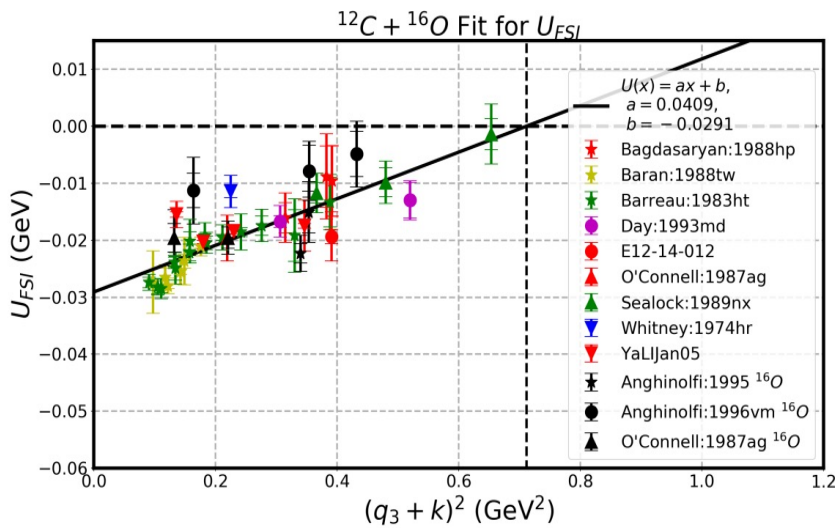 ¹²C + ¹⁶O Fit for U_FSI
0.01
0.00
−0.01
−0.02
−0.03
−0.04
−0.05
−0.06
U_FSI (GeV)
U(x) = ax + b,
a = 0.0409,
b = −0.0291
Bagdasaryan:1988hp
Baran:1988tw
Barreau:1983ht
Day:1993md
E12-14-012
O'Connell:1987ag
Sealock:1989nx
Whitney:1974hr
YaLIJan05
Anghinolfi:1995 ¹⁶O
Anghinolfi:1996vm ¹⁶O
O'Connell:1987ag ¹⁶O
0.0 0.2 0.4 0.6 0.8 1.0 1.2
(q₃ + k)² (GeV²)